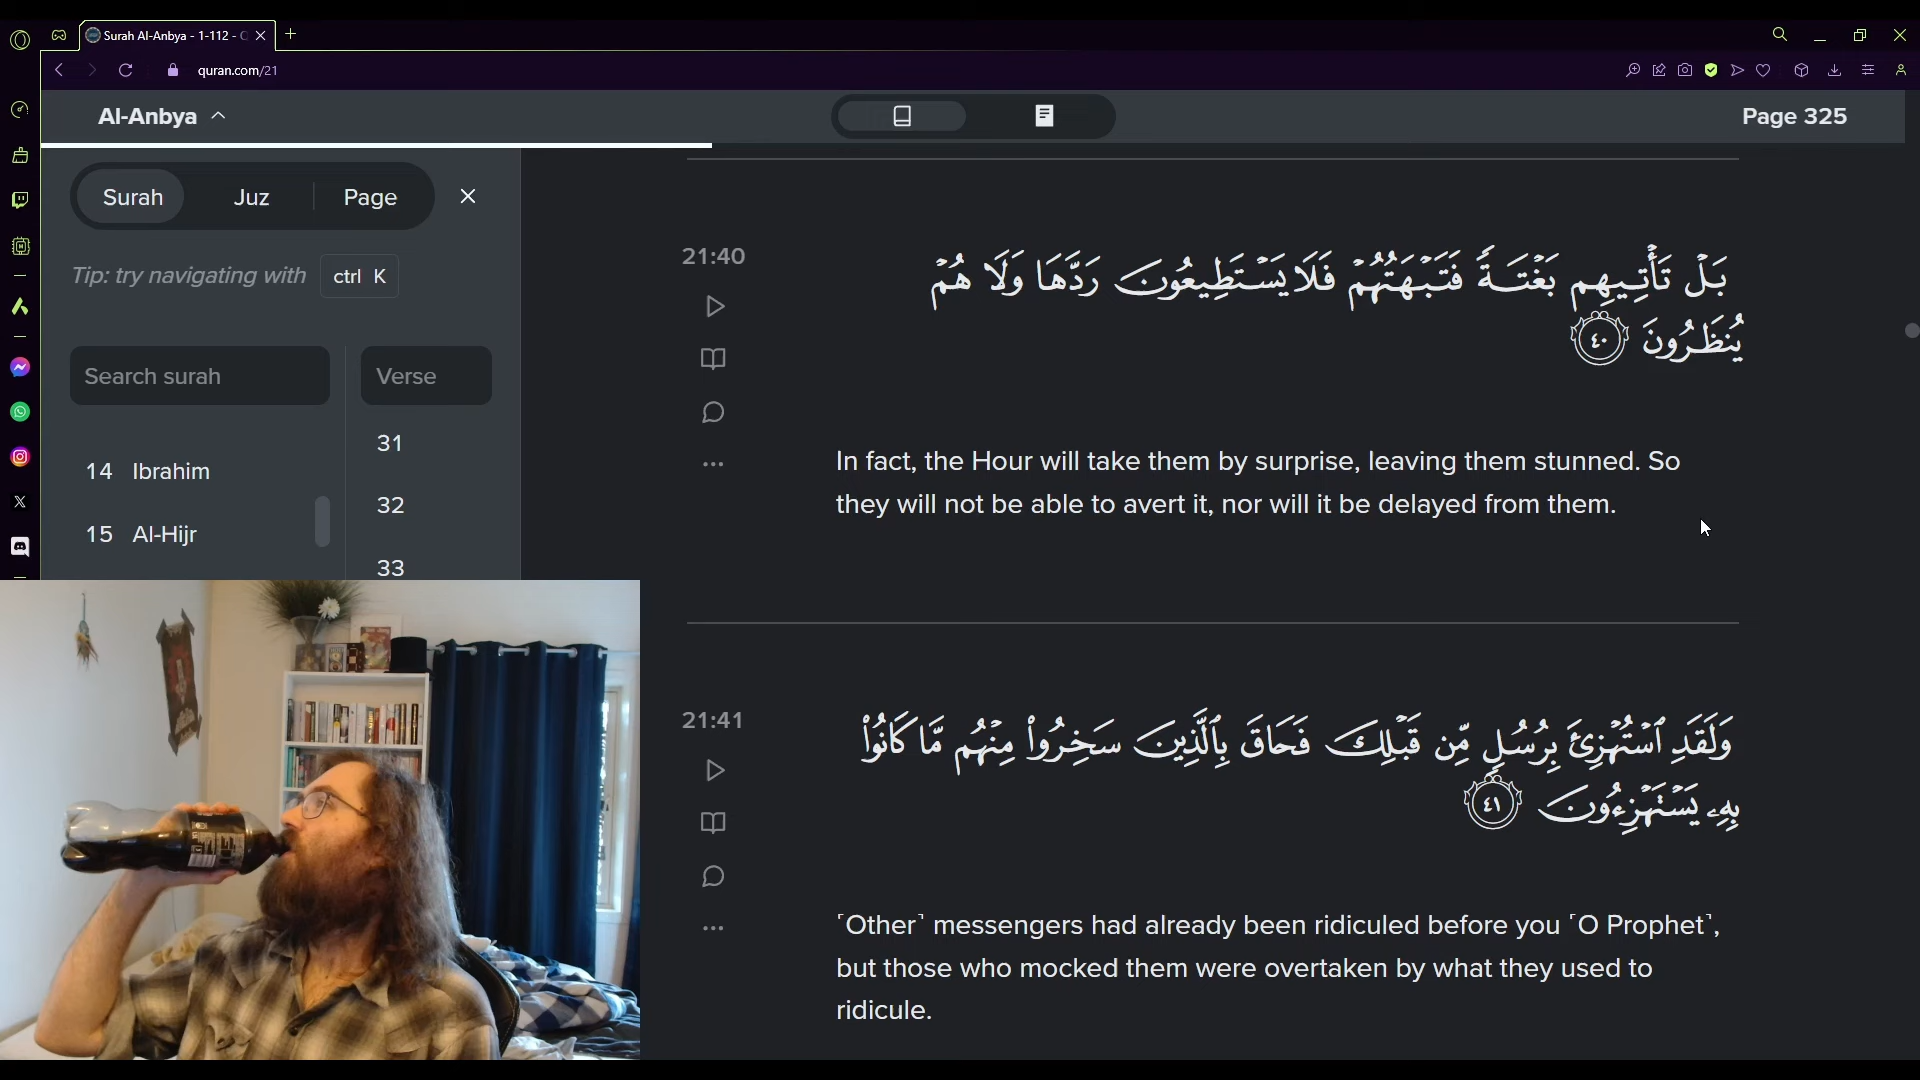 Surah Al-Anbya - 1-112 - C
quran.com/21
Al-Anbya
Page 325
Surah
Juz
Page
Tip: try navigating with ctrl K
Search surah
Verse
14 Ibrahim
15 Al-Hijr
31
32
33
21:40
بَلْ تَأْتِيهِم بَغْتَةً فَتَبْهَتُهُمْ فَلَا يَسْتَطِيعُونَ رَدَّهَا وَلَا هُمْ
يُنظَرُونَ ٤٠
In fact, the Hour will take them by surprise, leaving them stunned. So
they will not be able to avert it, nor will it be delayed from them.
21:41
وَلَقَدِ ٱسْتُهْزِئَ بِرُسُلٍ مِّن قَبْلِكَ فَحَاقَ بِٱلَّذِينَ سَخِرُوا۟ مِنْهُم مَّا كَانُوا۟
بِهِۦ يَسْتَهْزِءُونَ ٤١
˹Other˺ messengers had already been ridiculed before you ˹O Prophet˺,
but those who mocked them were overtaken by what they used to
ridicule.